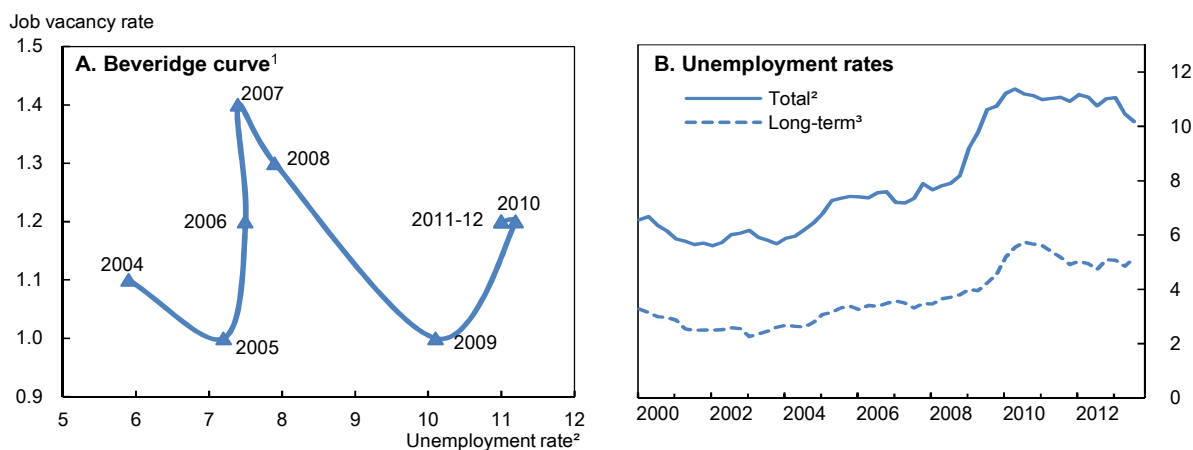 Job vacancy rate
A. Beveridge curve¹
1.5
1.4
1.3
1.2
1.1
1.0
0.9
2007
2008
2006
2010
2011-12
2004
2005
2009
5 6 7 8 9 10 11 12
Unemployment rate²
B. Unemployment rates
Total²
Long-term³
12
10
8
6
4
2
0
2000 2002 2004 2006 2008 2010 2012